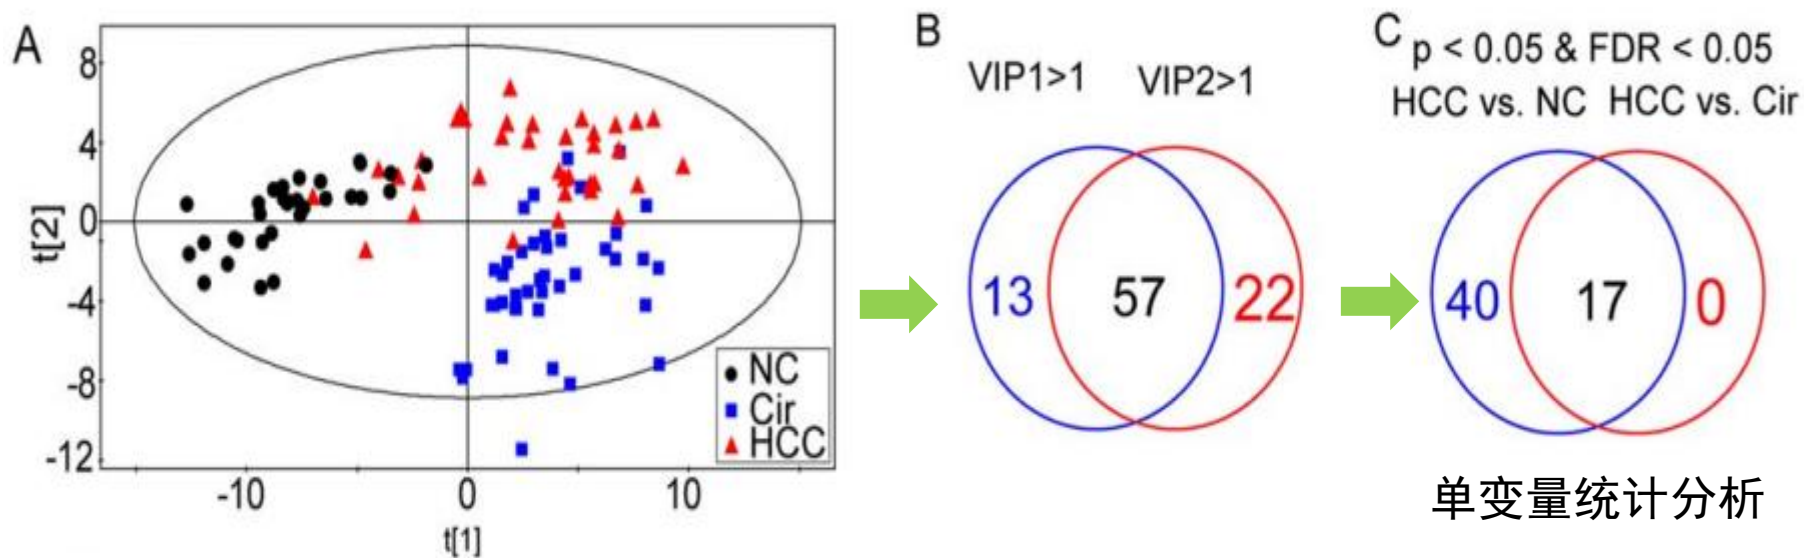 A
8
4
0
-4
-8
-12
t[2]
-10 0 10
t[1]
NC
Cir
HCC
B
VIP1>1 VIP2>1
13 57 22
C p < 0.05 & FDR < 0.05
HCC vs. NC HCC vs. Cir
40 17 0
单变量统计分析